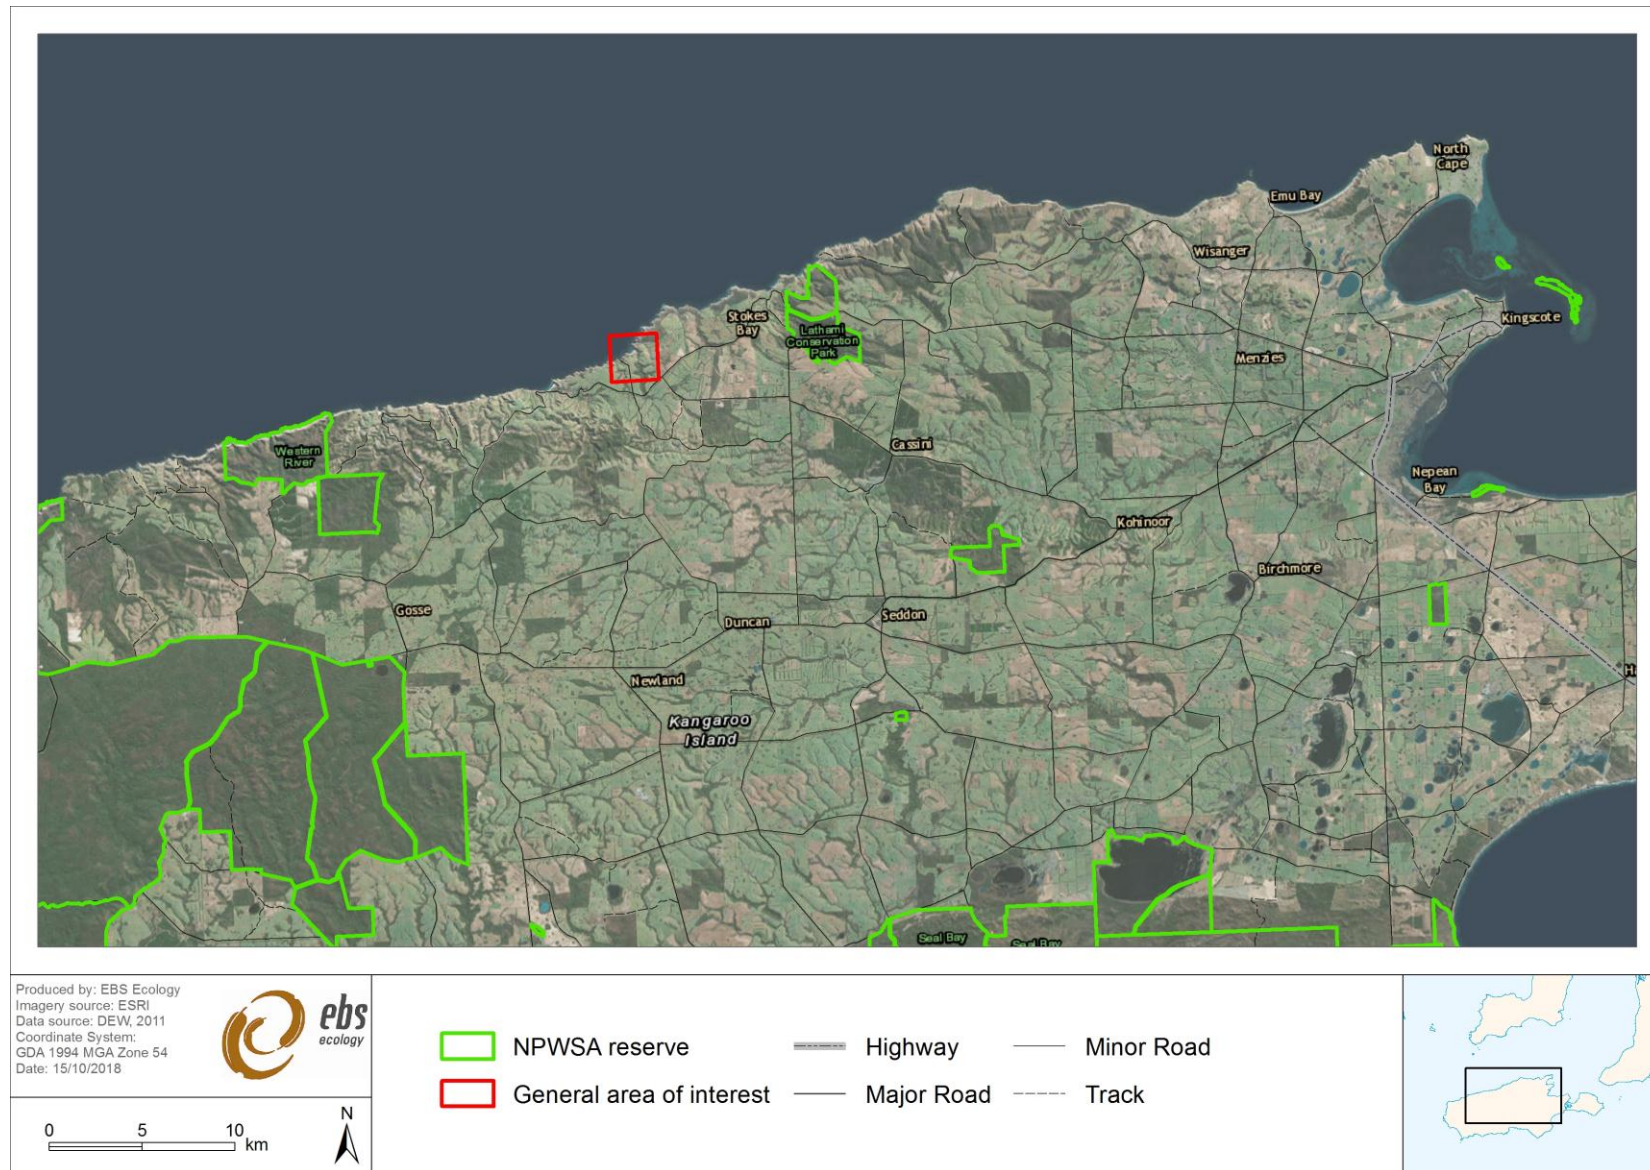 North
Cape
Emu Bay
Wisanger
Kingscote
Stokes
Bay
Lathami
Conservation
Park
Menzies
Cassini
Western
River
Nepean
Bay
Kohinoor
Birchmore
Gosse
Duncan
Seddon
Newland
Ha
Kangaroo
Island
Seal Bay
Seal Bay
Produced by: EBS Ecology
Imagery source: ESRI
Data source: DEW, 2011
Coordinate System:
GDA 1994 MGA Zone 54
Date: 15/10/2018
ebs
ecology
0 5 10
km
N
NPWSA reserve
General area of interest
Highway
Major Road
Minor Road
Track